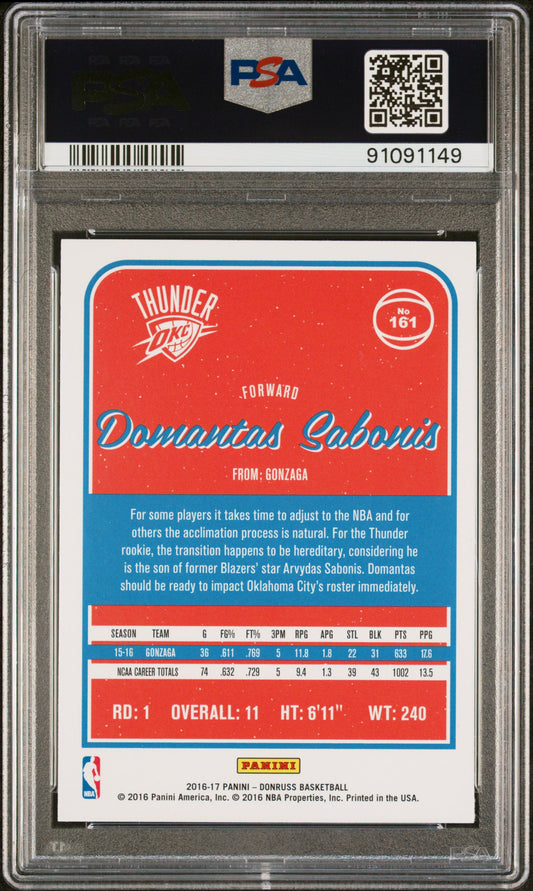 PSA
91091149
THUNDER
OKC
No
161
FORWARD
Domantas Sabonis
FROM: GONZAGA
For some players it takes time to adjust to the NBA and for
others the acclimation process is natural. For the Thunder
rookie, the transition happens to be hereditary, considering he
is the son of former Blazers' star Arvydas Sabonis. Domantas
should be ready to impact Oklahoma City's roster immediately.
SEASON TEAM G FG% FT% 3PM RPG APG STL BLK PTS PPG
15-16 GONZAGA 36 .611 .769 5 11.8 1.8 22 31 633 17.6
NCAA CAREER TOTALS 74 .632 .729 5 9.4 1.3 39 43 1002 13.5
RD: 1 OVERALL: 11 HT: 6'11" WT: 240
PANINI
NBA
2016-17 PANINI – DONRUSS BASKETBALL
© 2016 Panini America, Inc. © 2016 NBA Properties, Inc. Printed in the USA.
PSA